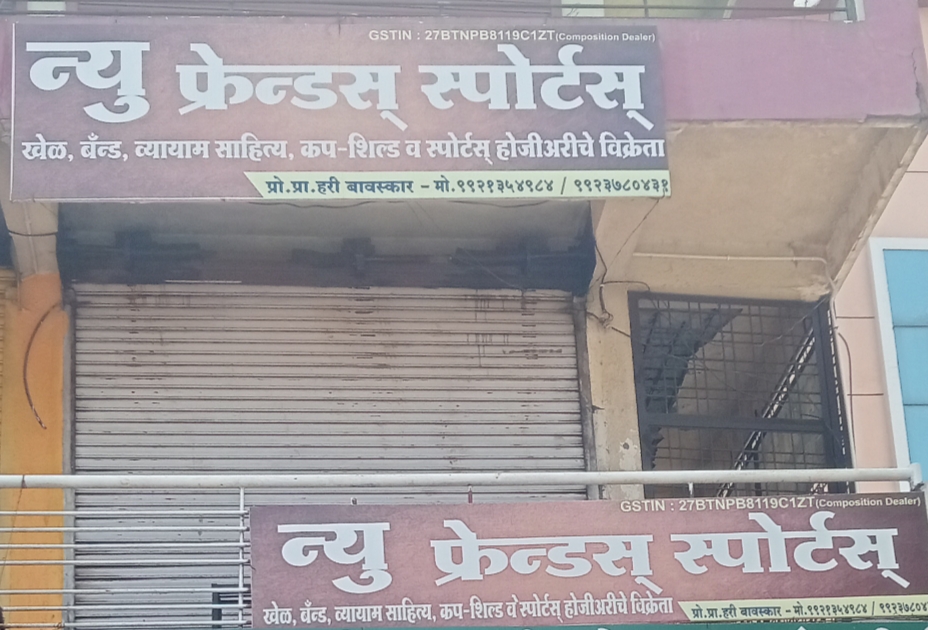 GSTIN : 27BTNPB8119C1ZT(Composition Dealer)
न्यु फ्रेन्डस् स्पोर्टस्
खेळ, बँन्ड, व्यायाम साहित्य, कप-शिल्ड व स्पोर्टस् होजीअरीचे विक्रेता
प्रो.प्रा.हरी बावस्कार - मो.९९२१३५४९८४ / ९९२३७८०४३१
GSTIN : 27BTNPB8119C1ZT(Composition Dealer)
न्यु फ्रेन्डस् स्पोर्टस्
खेळ, बँन्ड, व्यायाम साहित्य, कप-शिल्ड व स्पोर्टस् होजीअरीचे विक्रेता
प्रो.प्रा.हरी बावस्कार - मो.९९२१३५४९८४ / ९९२३७८०४